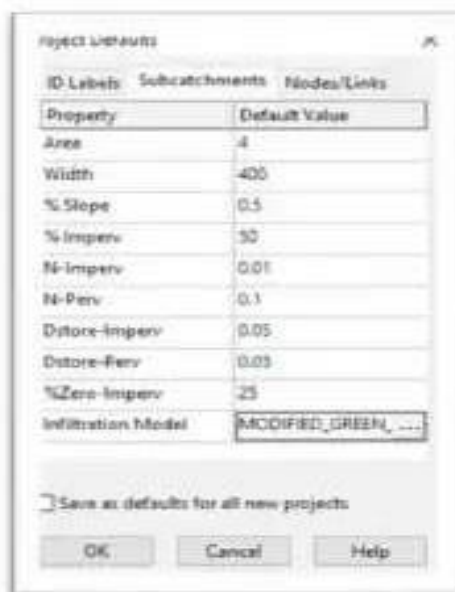 Project Defaults
ID Labels Subcatchments Nodes/Links
Property Default Value
Area 4
Width 400
% Slope 0.5
% Imperv 50
N-Imperv 0.01
N-Perv 0.1
Dstore-Imperv 0.05
Dstore-Perv 0.05
%Zero-Imperv 25
Infiltration Model MODIFIED_GREEN_ ...
Save as defaults for all new projects
OK Cancel Help